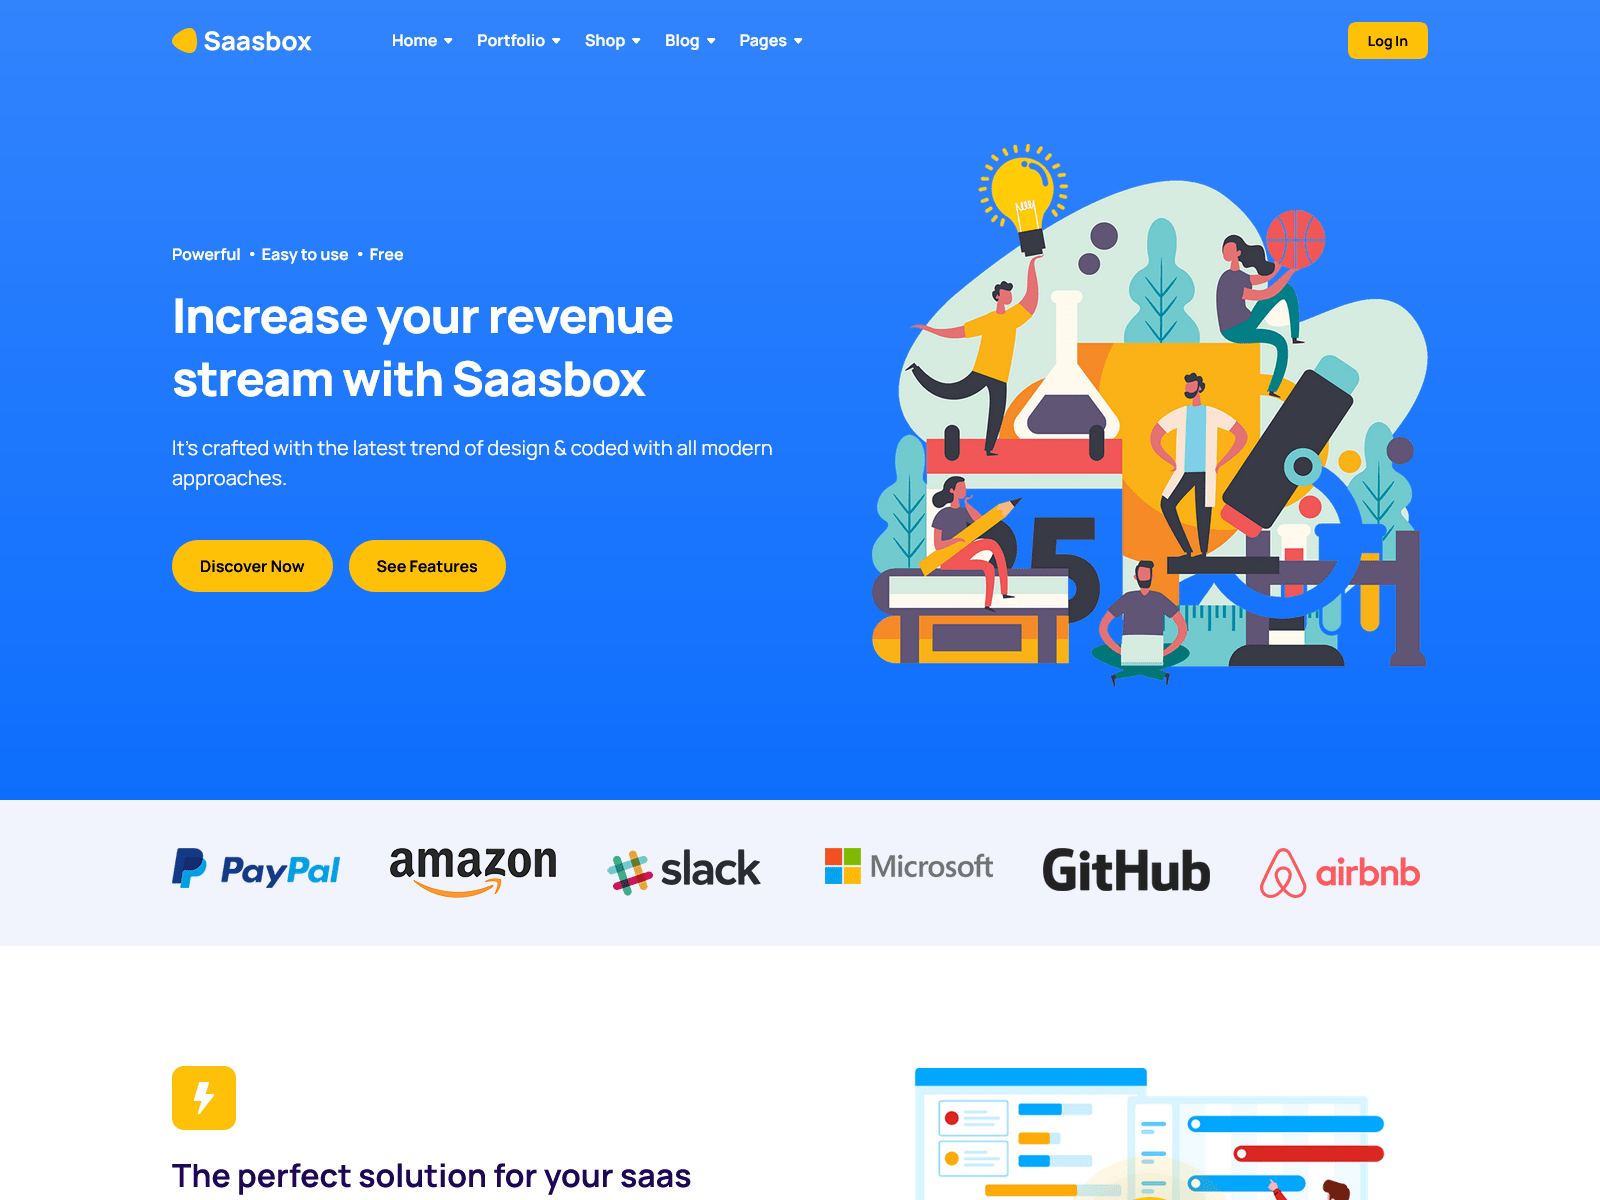 Saasbox
Home
Portfolio
Shop
Blog
Pages
Log In
Powerful • Easy to use • Free
Increase your revenue
stream with Saasbox
It's crafted with the latest trend of design & coded with all modern
approaches.
Discover Now
See Features
25
PayPal
amazon
slack
Microsoft
GitHub
airbnb
The perfect solution for your saas